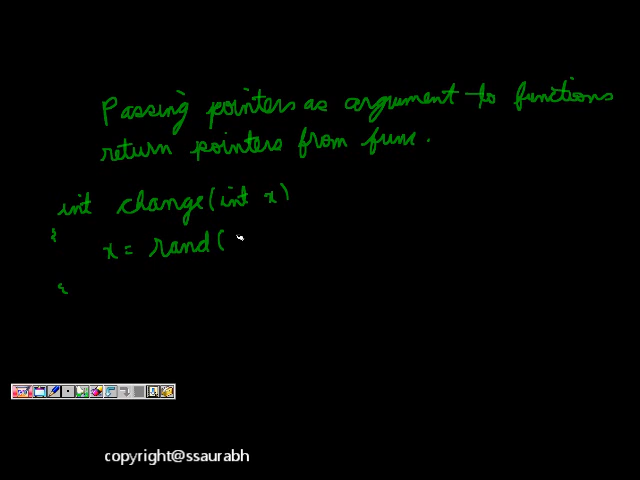 Passing pointers as argument to functions
return pointers from func.
int change(int x)
{
x = rand(
{
copyright@ssaurabh